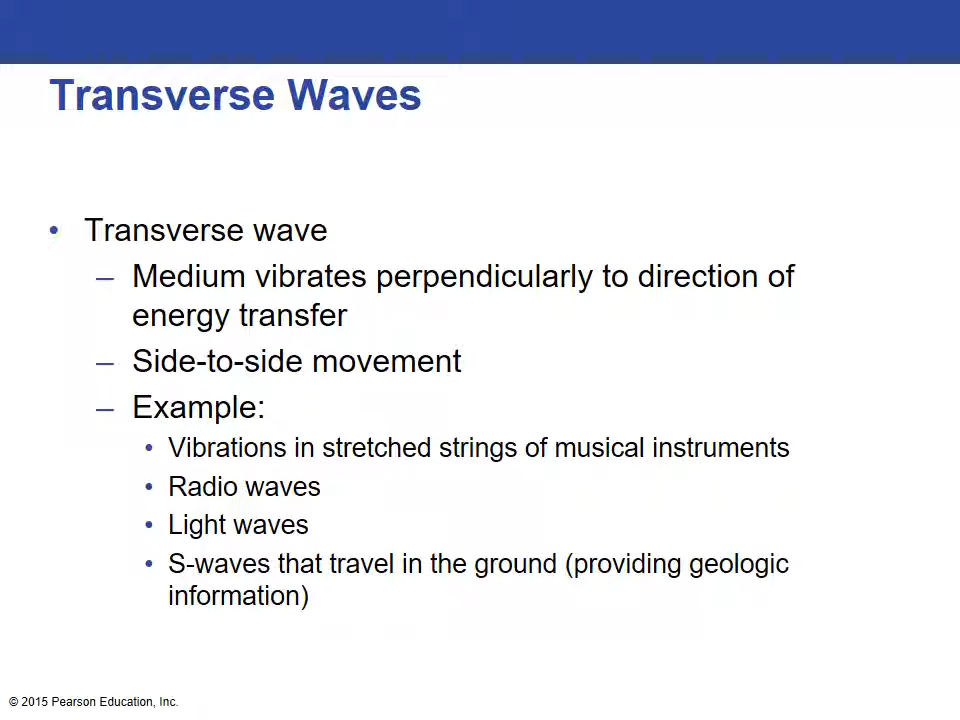 Transverse Waves
• Transverse wave
– Medium vibrates perpendicularly to direction of
energy transfer
– Side-to-side movement
– Example:
• Vibrations in stretched strings of musical instruments
• Radio waves
• Light waves
• S-waves that travel in the ground (providing geologic
information)
© 2015 Pearson Education, Inc.